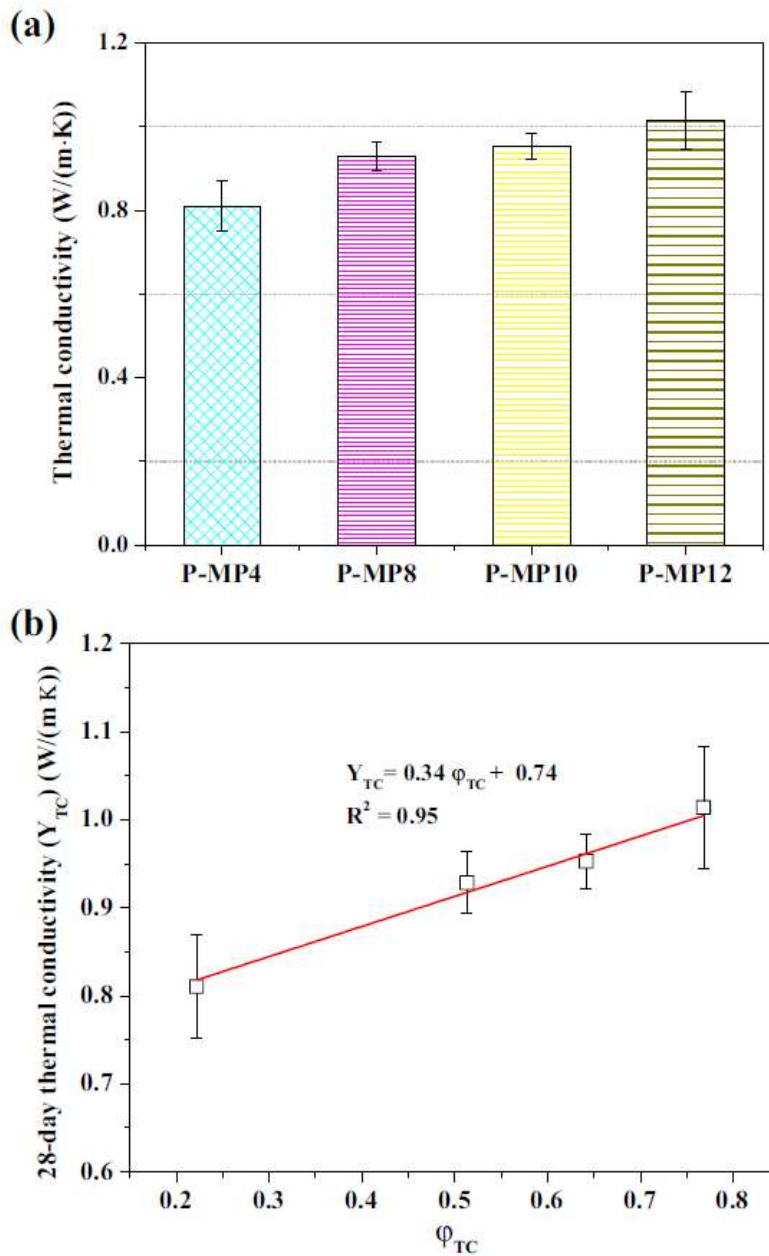 (a)
Thermal conductivity (W/(m·K))
1.2
0.8
0.4
0.0
P-MP4 P-MP8 P-MP10 P-MP12
(b)
28-day thermal conductivity (Y_TC) (W/(m K))
1.2
1.1
1.0
0.9
0.8
0.7
0.6
Y_TC = 0.34 φ_TC + 0.74
R² = 0.95
0.2 0.3 0.4 0.5 0.6 0.7 0.8
φ_TC